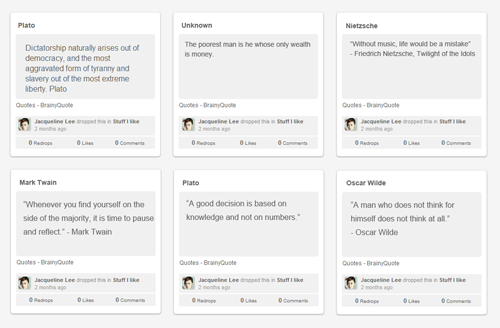 Plato
Dictatorship naturally arises out of
democracy, and the most
aggravated form of tyranny and
slavery out of the most extreme
liberty. Plato
Quotes - BrainyQuote
Jacqueline Lee dropped this in Stuff I like
2 months ago
0 Redrops 0 Likes 0 Comments
Unknown
The poorest man is he whose only wealth
is money.
Quotes - BrainyQuote
Jacqueline Lee dropped this in Stuff I like
2 months ago
0 Redrops 0 Likes 0 Comments
Nietzsche
"Without music, life would be a mistake"
- Friedrich Nietzsche, Twilight of the Idols
Quotes - BrainyQuote
Jacqueline Lee dropped this in Stuff I like
2 months ago
0 Redrops 0 Likes 0 Comments
Mark Twain
"Whenever you find yourself on the
side of the majority, it is time to pause
and reflect." - Mark Twain
Quotes - BrainyQuote
Jacqueline Lee dropped this in Stuff I like
2 months ago
0 Redrops 0 Likes 0 Comments
Plato
"A good decision is based on
knowledge and not on numbers."
Quotes - BrainyQuote
Jacqueline Lee dropped this in Stuff I like
2 months ago
0 Redrops 0 Likes 0 Comments
Oscar Wilde
"A man who does not think for
himself does not think at all."
- Oscar Wilde
Quotes - BrainyQuote
Jacqueline Lee dropped this in Stuff I like
2 months ago
0 Redrops 0 Likes 0 Comments